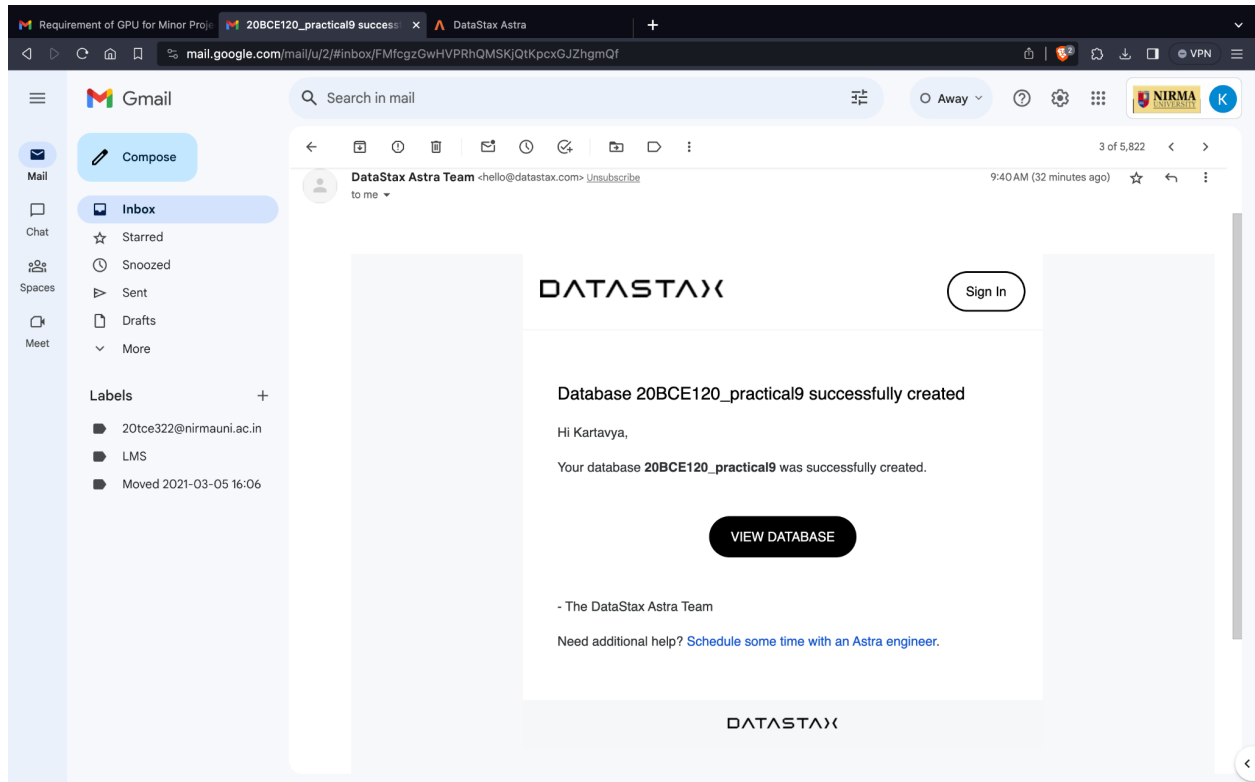 Requirement of GPU for Minor Proje
20BCE120_practical9 success
DataStax Astra
mail.google.com/mail/u/2/#inbox/FMfcgzGwHVPRhQMSKjQtKpcxGJZhgmQf
2
VPN
Gmail
Search in mail
Away
NIRMA
UNIVERSITY
K
Compose
3 of 5,822
Mail
Chat
Spaces
Meet
Inbox
Starred
Snoozed
Sent
Drafts
More
Labels
20tce322@nirmauni.ac.in
LMS
Moved 2021-03-05 16:06
DataStax Astra Team <hello@datastax.com> Unsubscribe
9:40 AM (32 minutes ago)
to me
DATASTAX
Sign In
Database 20BCE120_practical9 successfully created
Hi Kartavya,
Your database 20BCE120_practical9 was successfully created.
VIEW DATABASE
- The DataStax Astra Team
Need additional help? Schedule some time with an Astra engineer.
DATASTAX